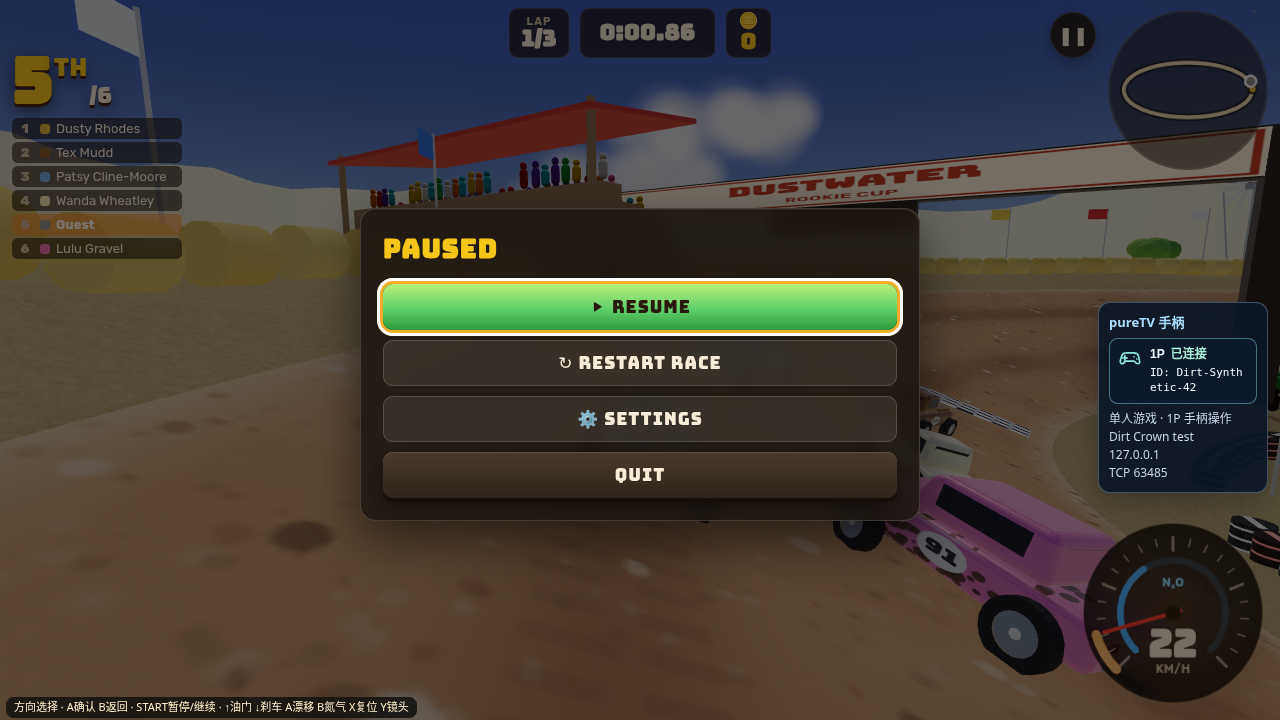 LAP
1/3
0:00.86
0
5TH
/6
1 Dusty Rhodes
2 Tex Mudd
3 Patsy Cline-Moore
4 Wanda Wheatley
5 Guest
6 Lulu Gravel
DUSTWATER
ROOKIE CUP
PAUSED
RESUME
↻ RESTART RACE
⚙️ SETTINGS
QUIT
pureTV 手柄
1P 已连接
ID: Dirt-Synth
etic-42
单人游戏 · 1P 手柄操作
Dirt Crown test
127.0.0.1
TCP 63485
91
N₂O
22
KM/H
方向选择 · A确认 B返回 · START暂停/继续 · ↑油门 ↓刹车 A漂移 B氮气 X复位 Y镜头